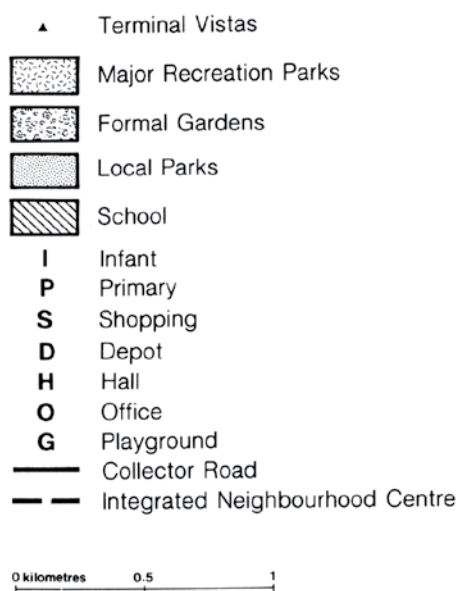 Terminal Vistas
Major Recreation Parks
Formal Gardens
Local Parks
School
I Infant
P Primary
S Shopping
D Depot
H Hall
O Office
G Playground
Collector Road
Integrated Neighbourhood Centre
0 kilometres 0.5 1